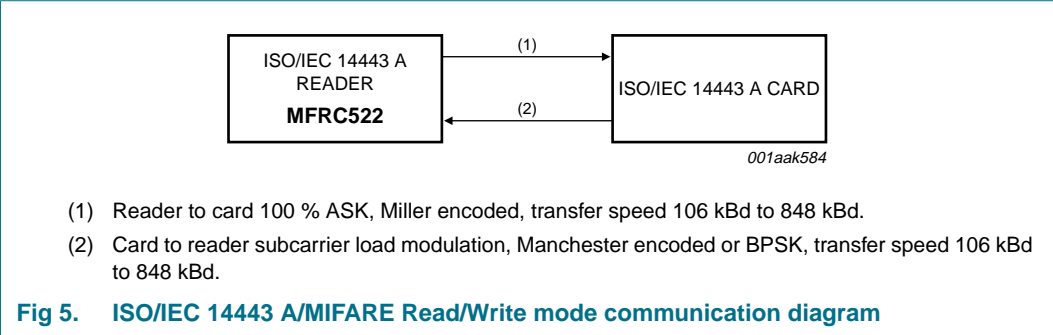 (1)
ISO/IEC 14443 A
READER
MFRC522
ISO/IEC 14443 A CARD
(2)
001aak584
(1) Reader to card 100 % ASK, Miller encoded, transfer speed 106 kBd to 848 kBd.
(2) Card to reader subcarrier load modulation, Manchester encoded or BPSK, transfer speed 106 kBd
to 848 kBd.
Fig 5. ISO/IEC 14443 A/MIFARE Read/Write mode communication diagram